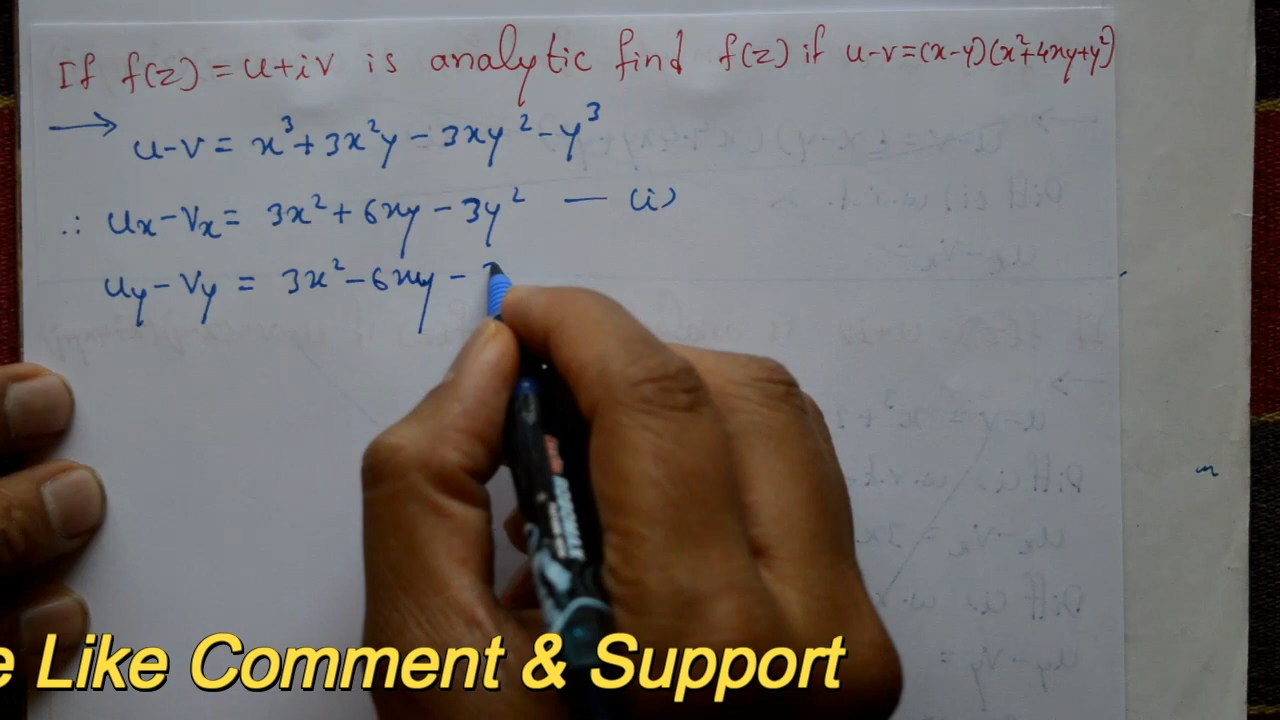 If f(z) = u+iv is analytic find f(z) if u-v=(x-y)(x²+4xy+y²)
→ u-v = x³+3x²y-3xy²-y³
∴ ux-vx = 3x²+6xy-3y² — (i)
uy-vy = 3x²-6xy-
e Like Comment & Support